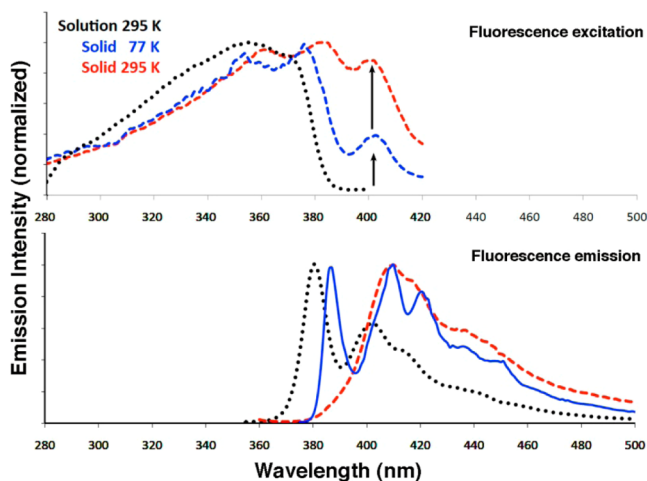 Solution 295 K
Solid 77 K
Solid 295 K
Fluorescence excitation
280 300 320 340 360 380 400 420 440 460 480 500
Emission Intensity (normalized)
Fluorescence emission
280 300 320 340 360 380 400 420 440 460 480 500
Wavelength (nm)